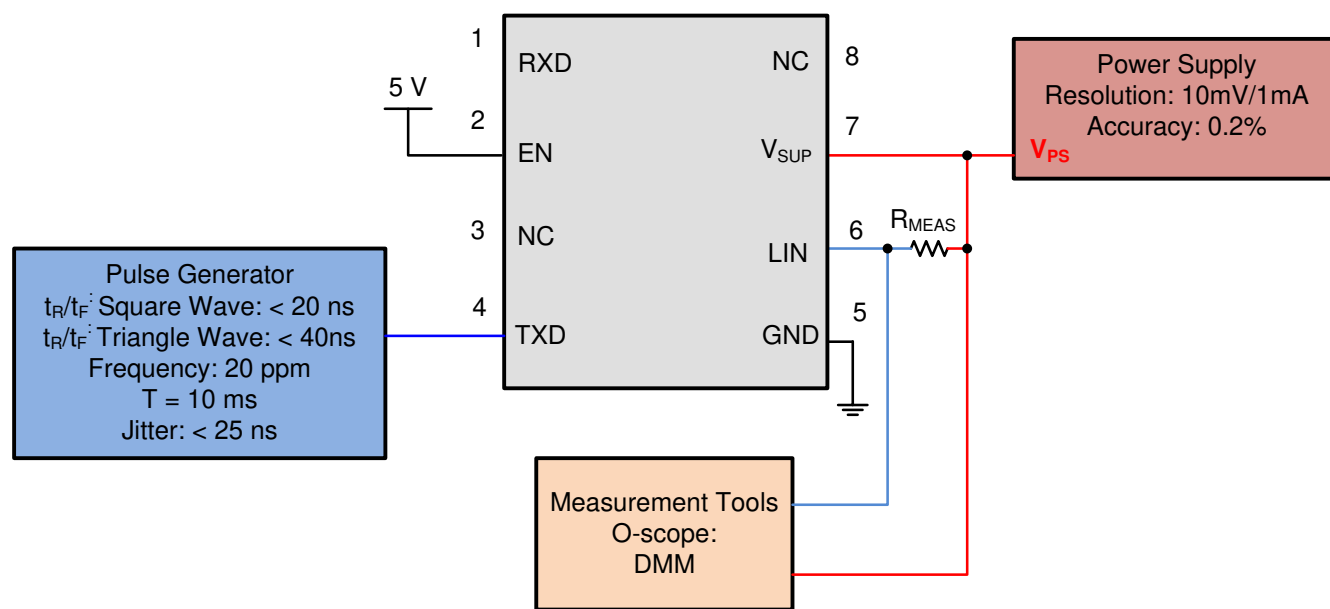 1
RXD
5 V
2
EN
3
NC
4
TXD
NC
8
7
VSUP
RMEAS
6
LIN
5
GND
Power Supply
Resolution: 10mV/1mA
Accuracy: 0.2%
VPS
Pulse Generator
tR/tF: Square Wave: < 20 ns
tR/tF: Triangle Wave: < 40ns
Frequency: 20 ppm
T = 10 ms
Jitter: < 25 ns
Measurement Tools
O-scope:
DMM